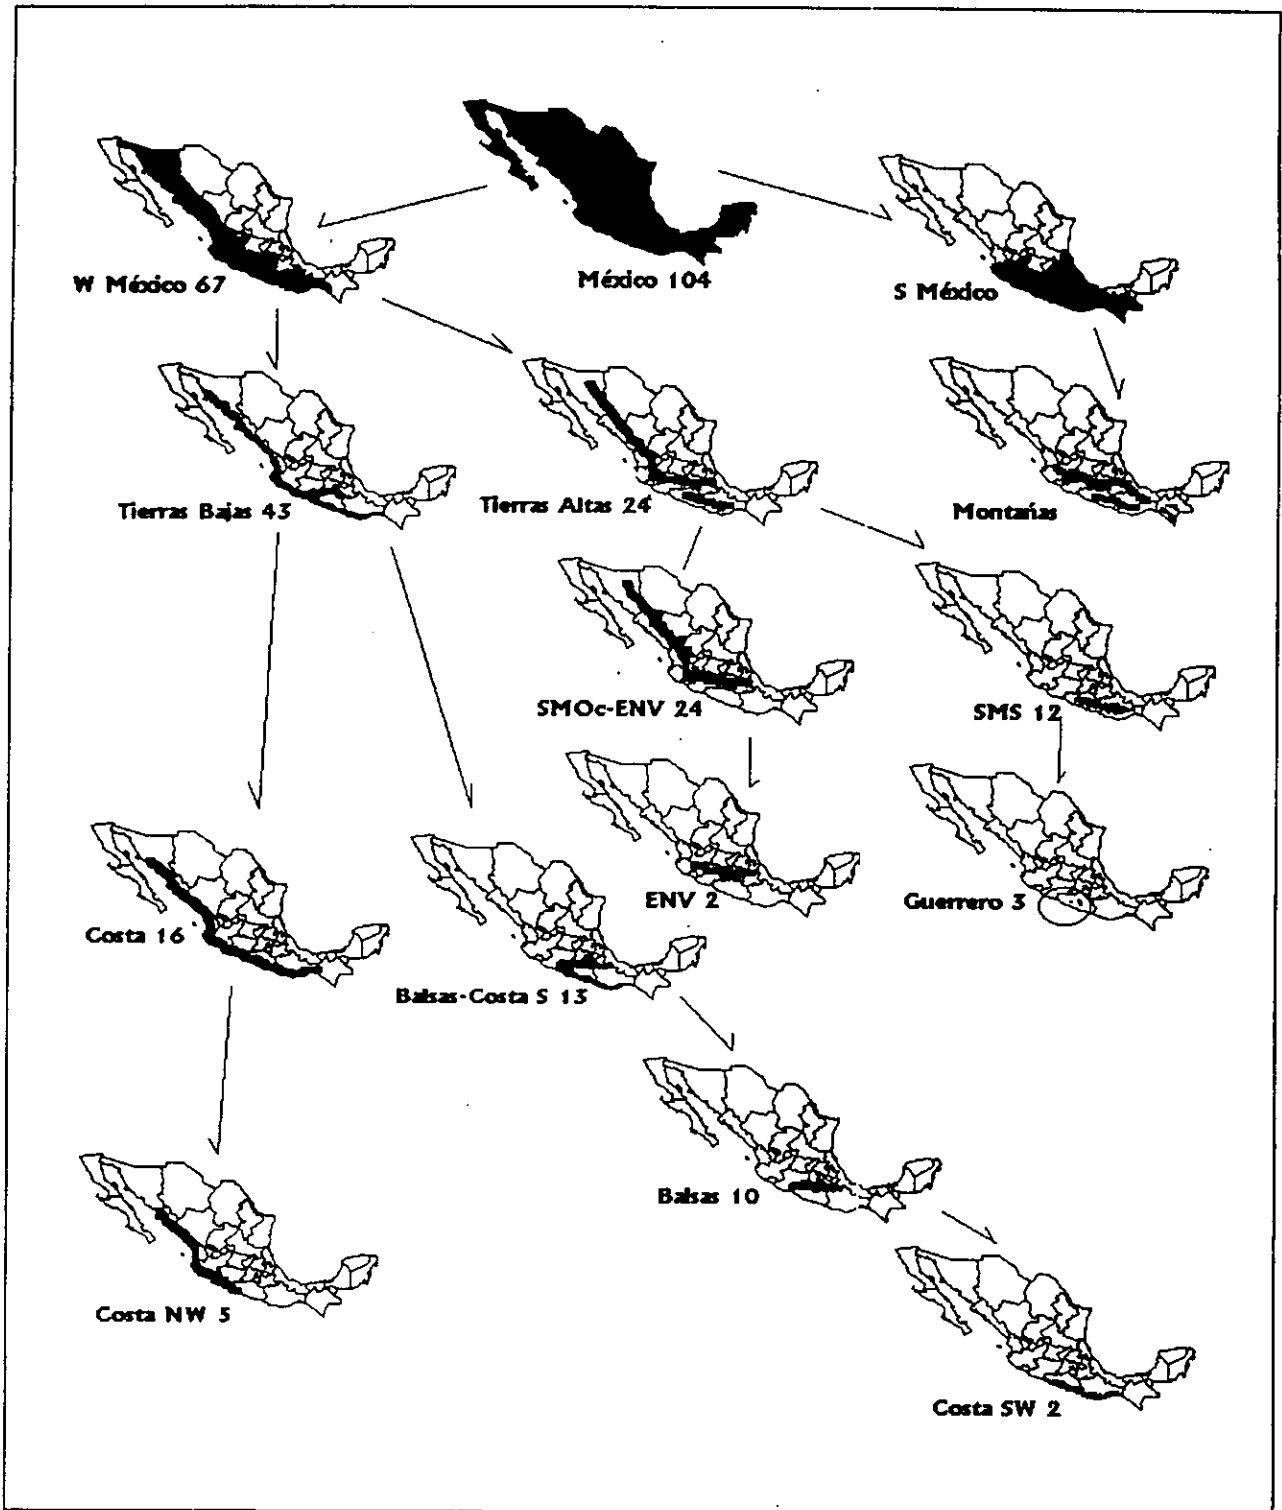 W México 67
México 104
S México
Tierras Bajas 43
Tierras Altas 24
Montañas
SMOc-ENV 24
SMS 12
ENV 2
Guerrero 3
Costa 16
Balsas-Costa S 13
Balsas 10
Costa NW 5
Costa SW 2